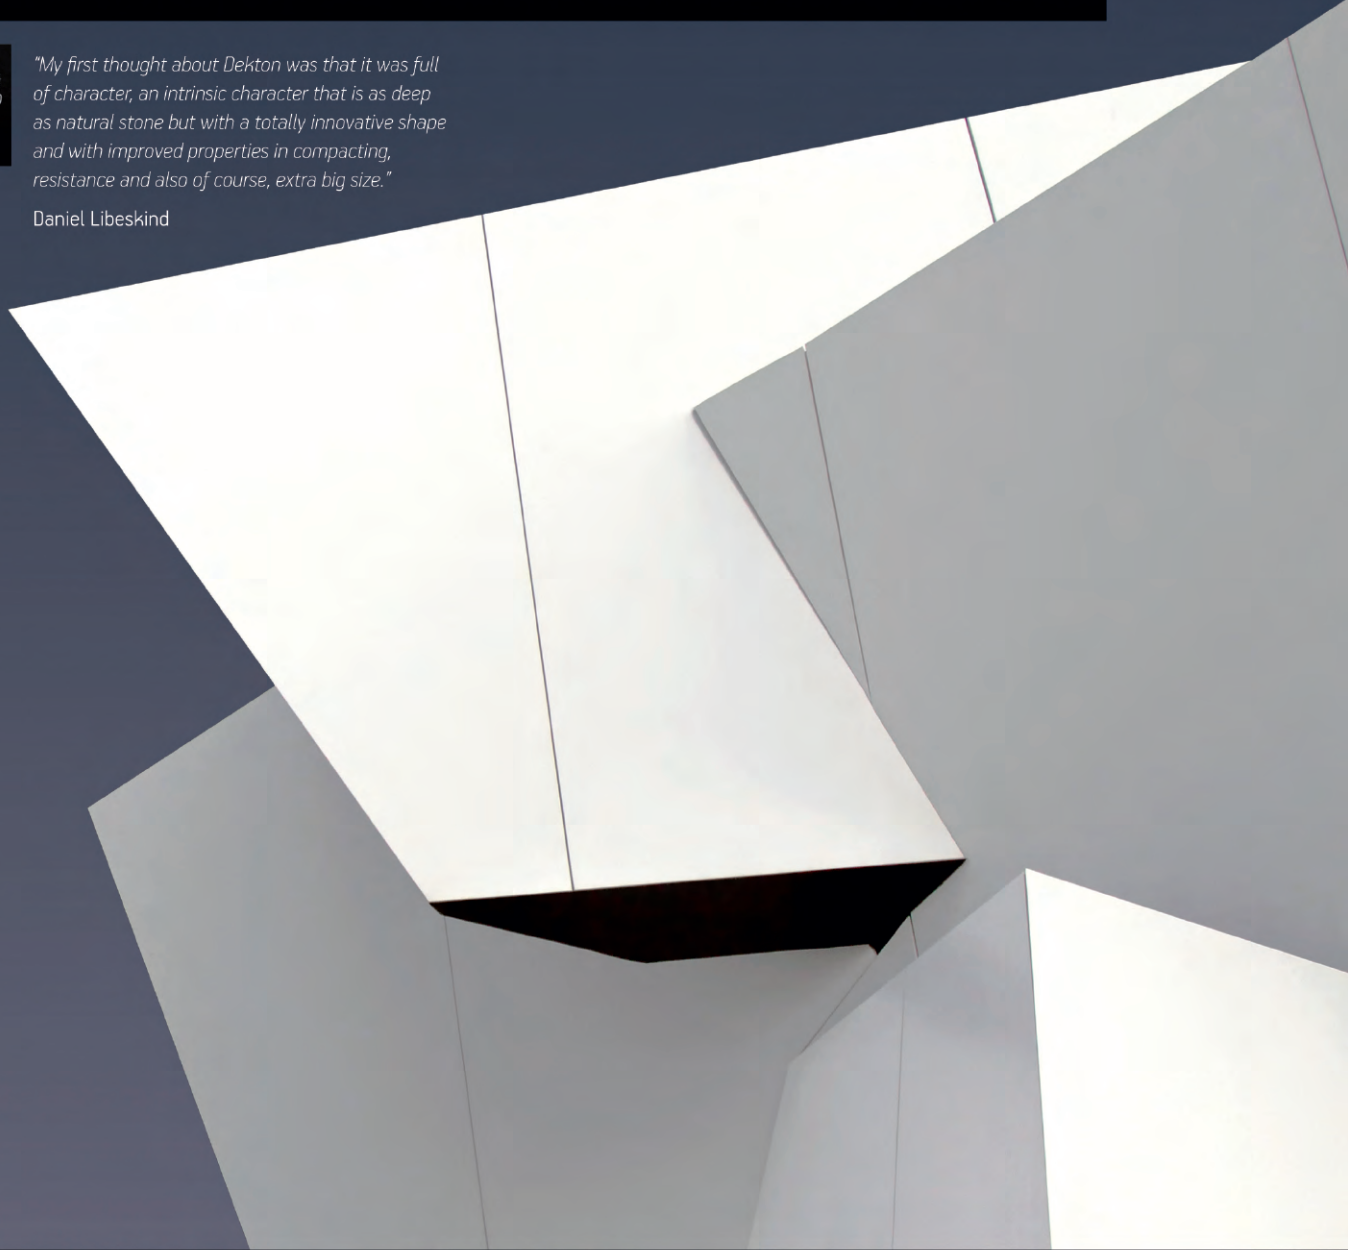 "My first thought about Dekton was that it was full
of character, an intrinsic character that is as deep
as natural stone but with a totally innovative shape
and with improved properties in compacting,
resistance and also of course, extra big size."
Daniel Libeskind